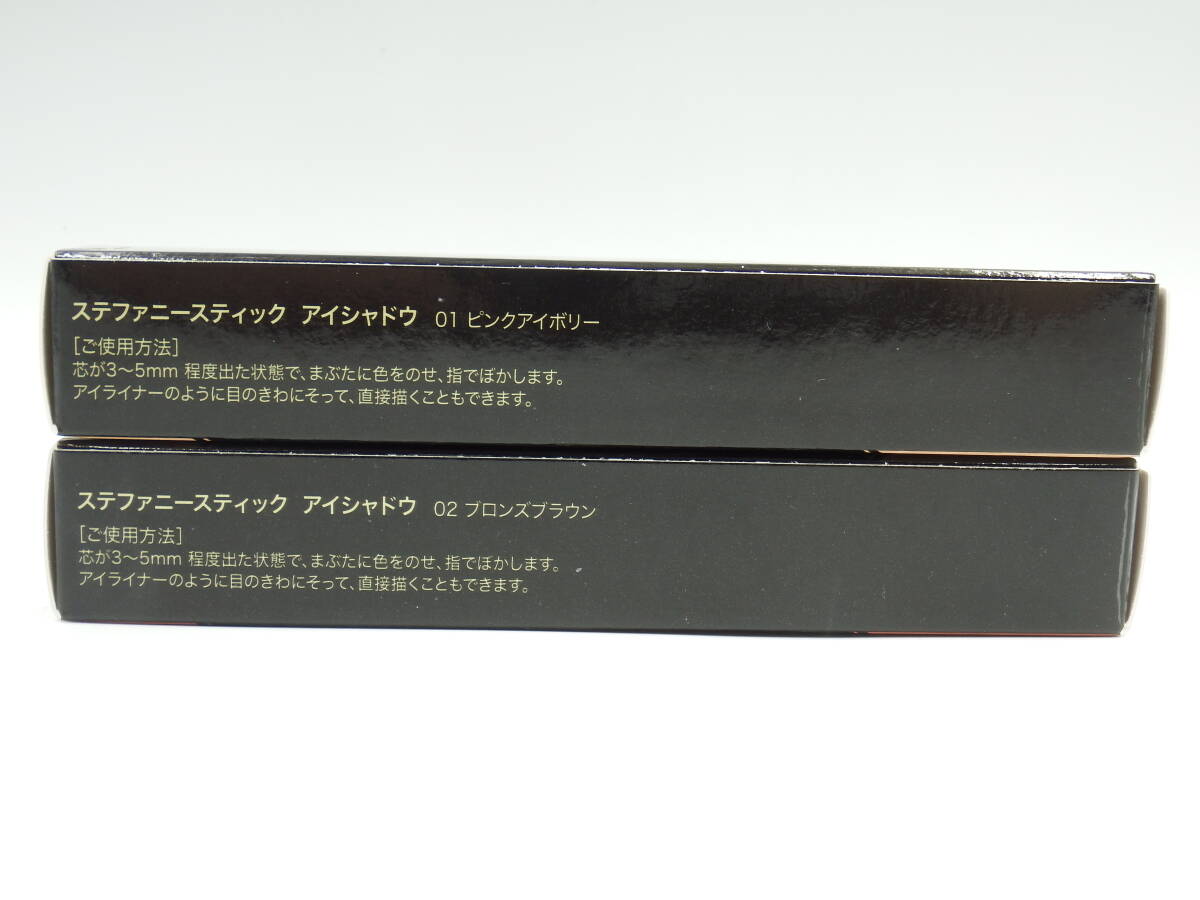 ステファニースティック アイシャドウ 01 ピンクアイボリー
[ご使用方法]
芯が3〜5mm 程度出た状態で、まぶたに色をのせ、指でぼかします。
アイライナーのように目のきわにそって、直接描くこともできます。
ステファニースティック アイシャドウ 02 ブロンズブラウン
[ご使用方法]
芯が3〜5mm 程度出た状態で、まぶたに色をのせ、指でぼかします。
アイライナーのように目のきわにそって、直接描くこともできます。